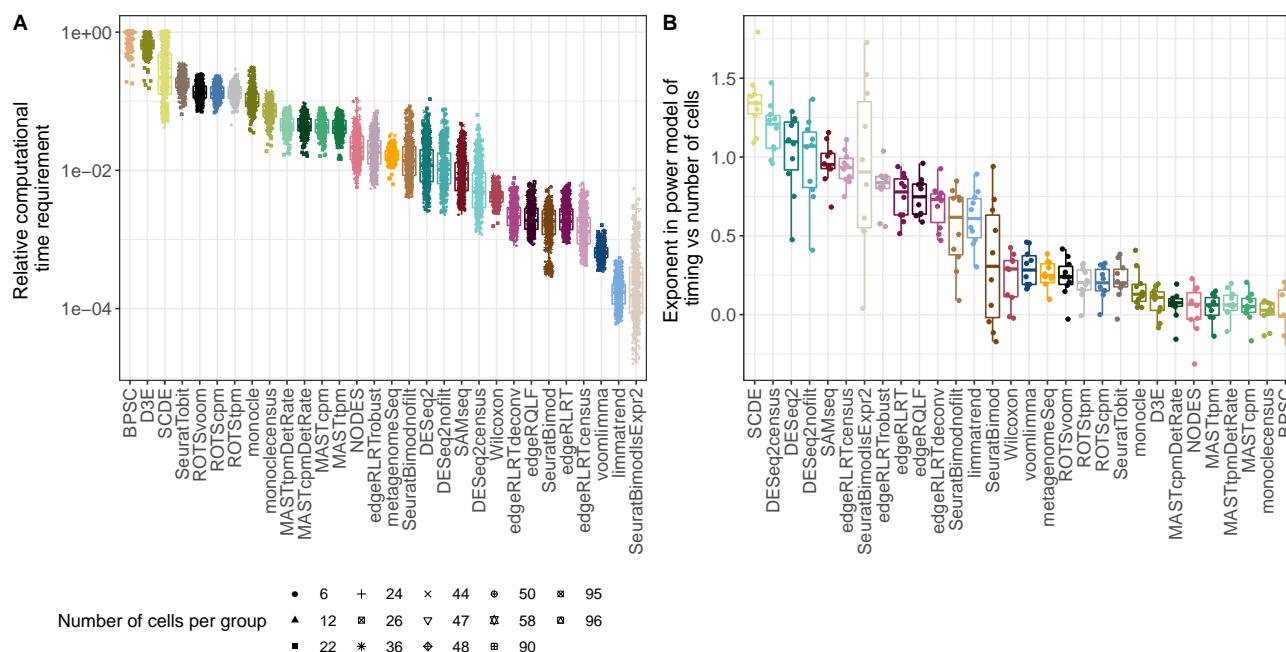 A
Relative computational
time requirement
1e+00
1e-02
1e-04
BPSC
D3E
SCDE
SeuratTobit
ROTSvoom
ROTScpm
ROTStpm
monocle
monoclecensus
MASTtpmDetRate
MASTcpmDetRate
MASTcpm
MASTtpm
NODES
edgeRLRTrobust
metagenomeSeq
SeuratBimodnofilt
DESeq2
DESeq2nofilt
SAMseq
DESeq2census
Wilcoxon
edgeRLRTdeconv
edgeRQLF
SeuratBimod
edgeRLRT
edgeRLRTcensus
voomlimma
limmatrend
SeuratBimodIsExpr2
B
Exponent in power model of
timing vs number of cells
1.5
1.0
0.5
0.0
SCDE
DESeq2census
DESeq2
DESeq2nofilt
SAMseq
edgeRLRTcensus
SeuratBimodIsExpr2
edgeRLRTrobust
edgeRLRT
edgeRQLF
edgeRLRTdeconv
SeuratBimodnofilt
limmatrend
SeuratBimod
Wilcoxon
voomlimma
metagenomeSeq
ROTSvoom
ROTStpm
ROTScpm
SeuratTobit
monocle
D3E
MASTcpmDetRate
NODES
MASTtpm
MASTtpmDetRate
MASTcpm
monoclecensus
BPSC
Number of cells per group
6 24 44 50 95
12 26 47 58 96
22 36 48 90